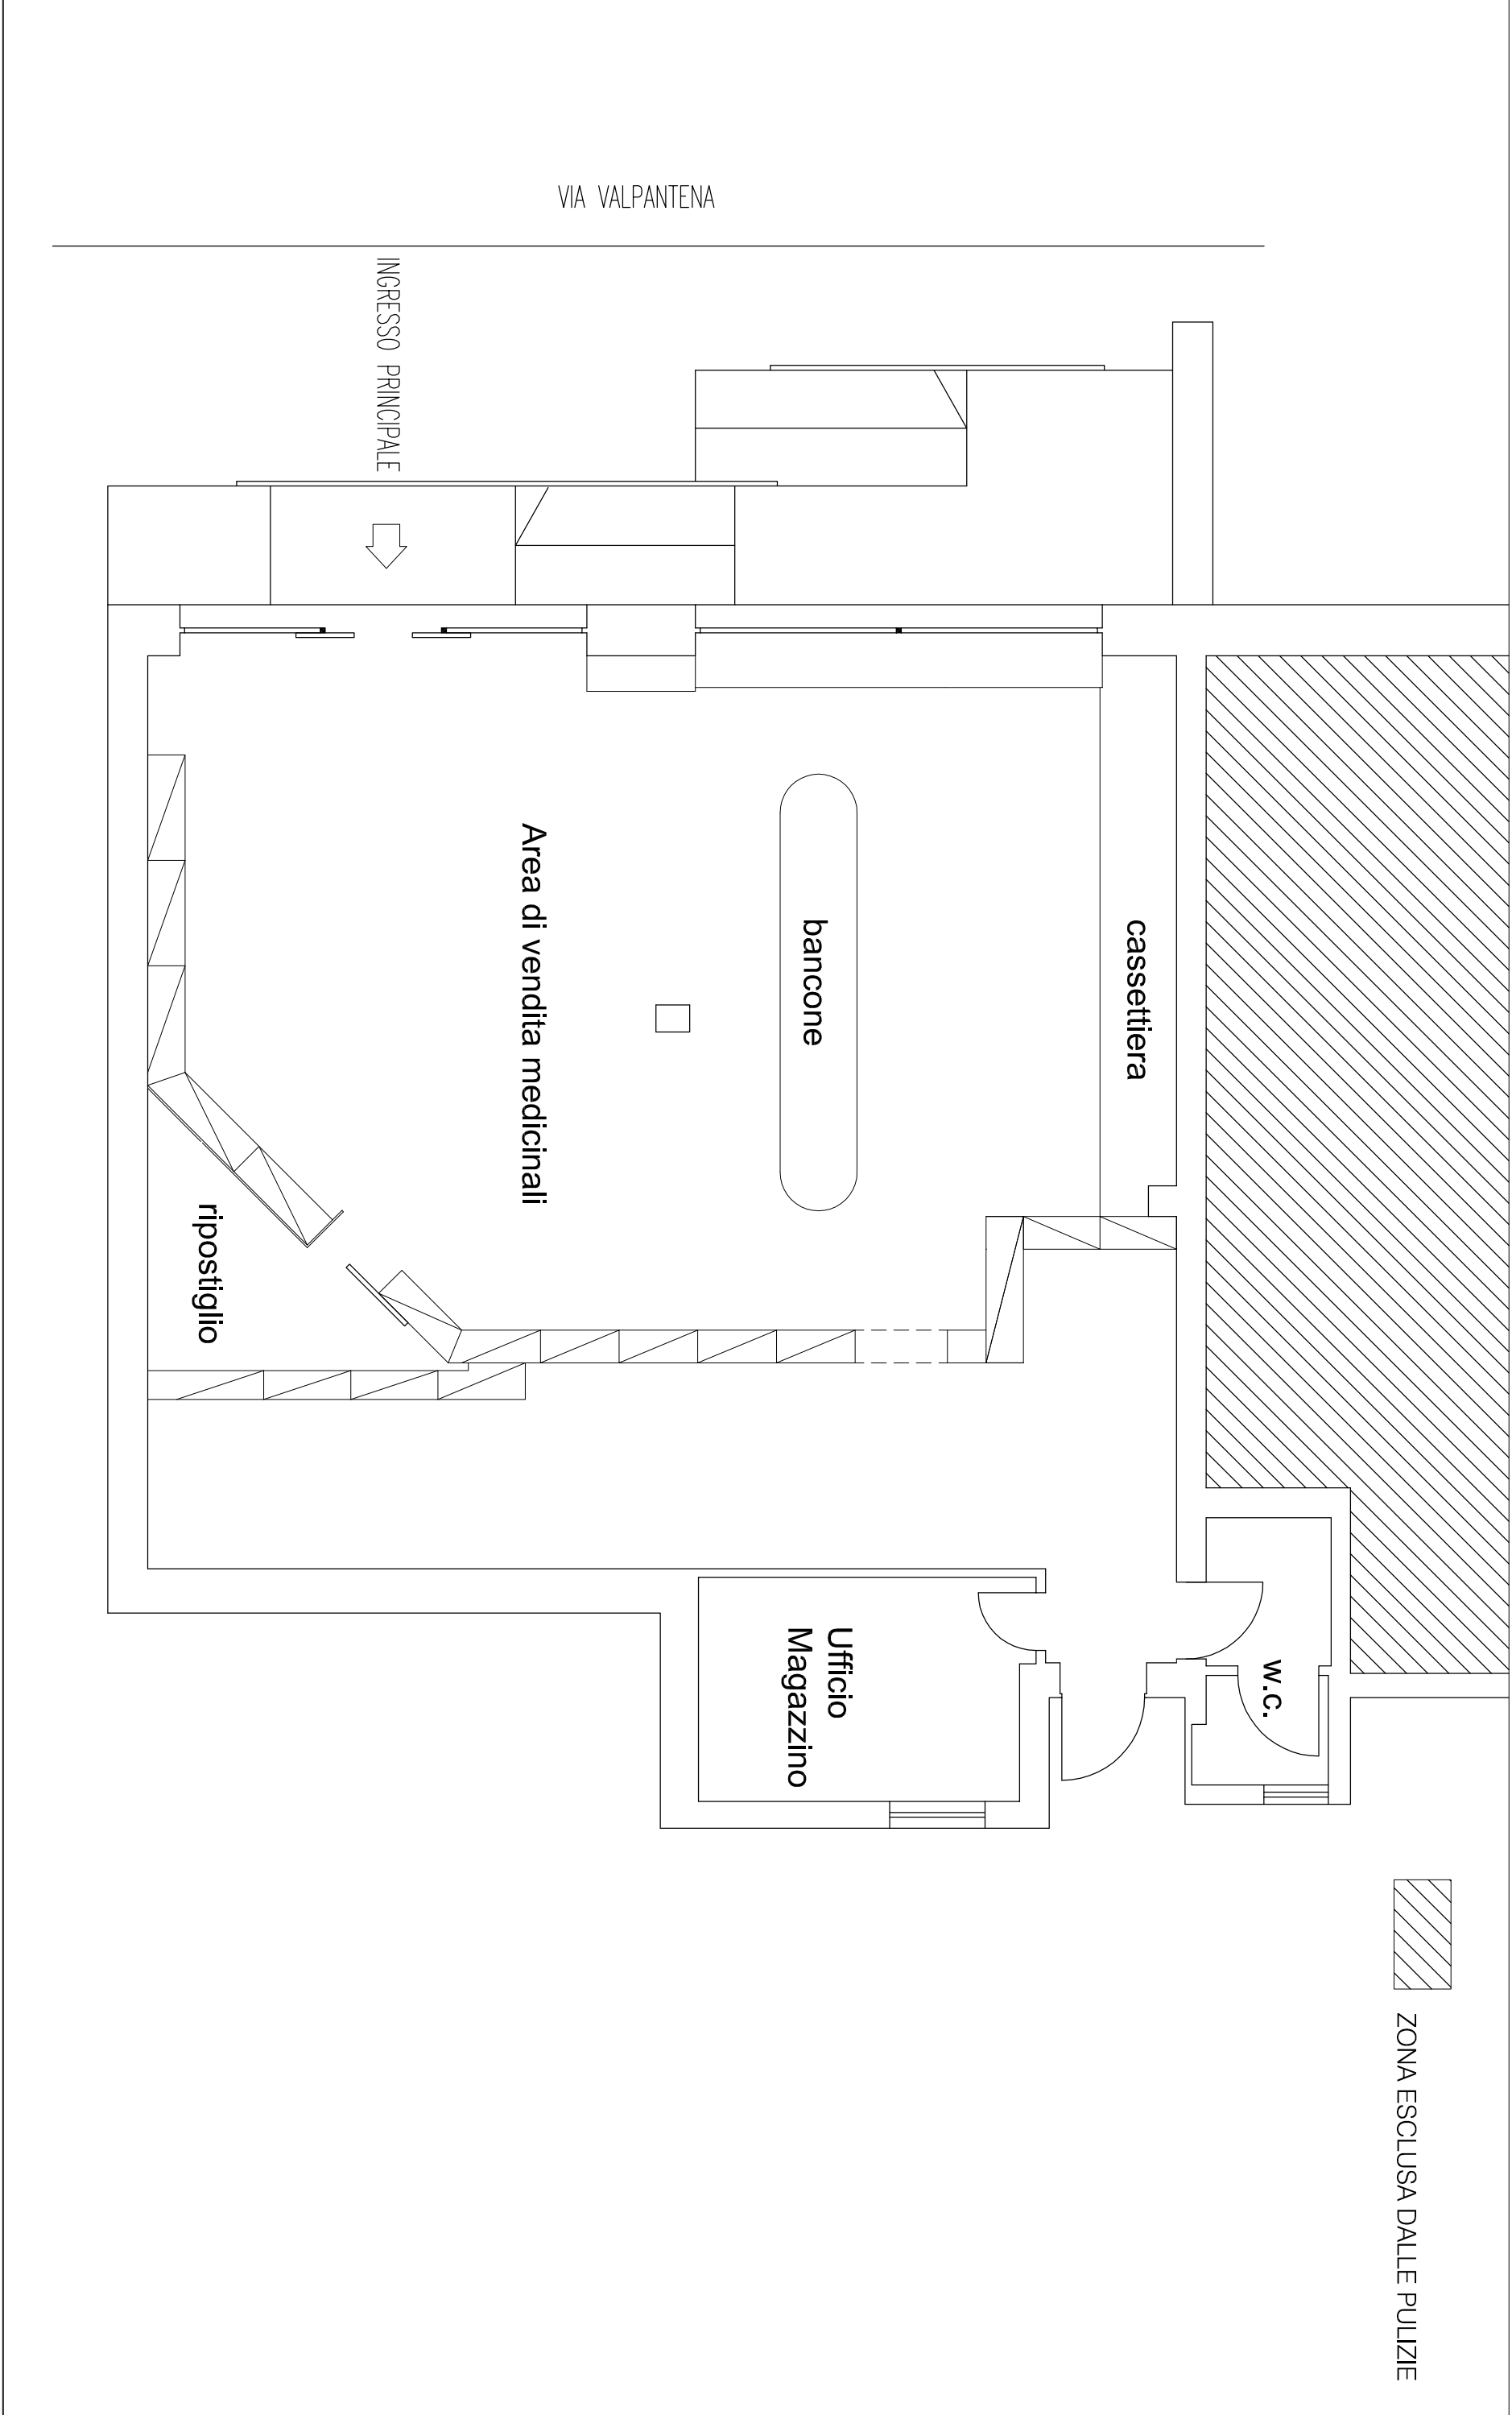 VIA VALPANTENA
INGRESSO PRINCIPALE
Area di vendita medicinali
bancone
cassettiera
ripostiglio
Ufficio
Magazzino
w.c.
ZONA ESCLUSA DALLE PULIZIE